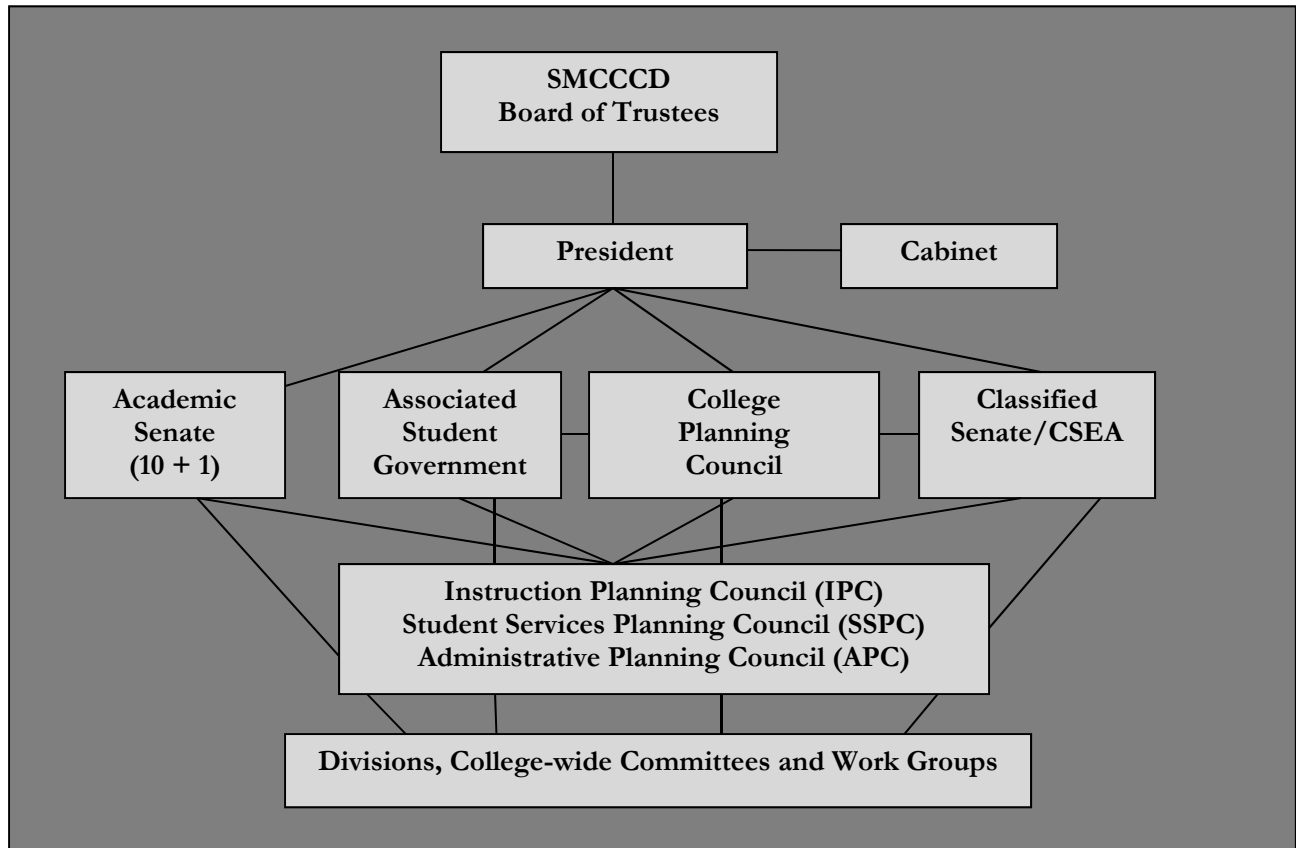 SMCCCD
Board of Trustees
President
Cabinet
Academic
Senate
(10 + 1)
Associated
Student
Government
College
Planning
Council
Classified
Senate/CSEA
Instruction Planning Council (IPC)
Student Services Planning Council (SSPC)
Administrative Planning Council (APC)
Divisions, College-wide Committees and Work Groups